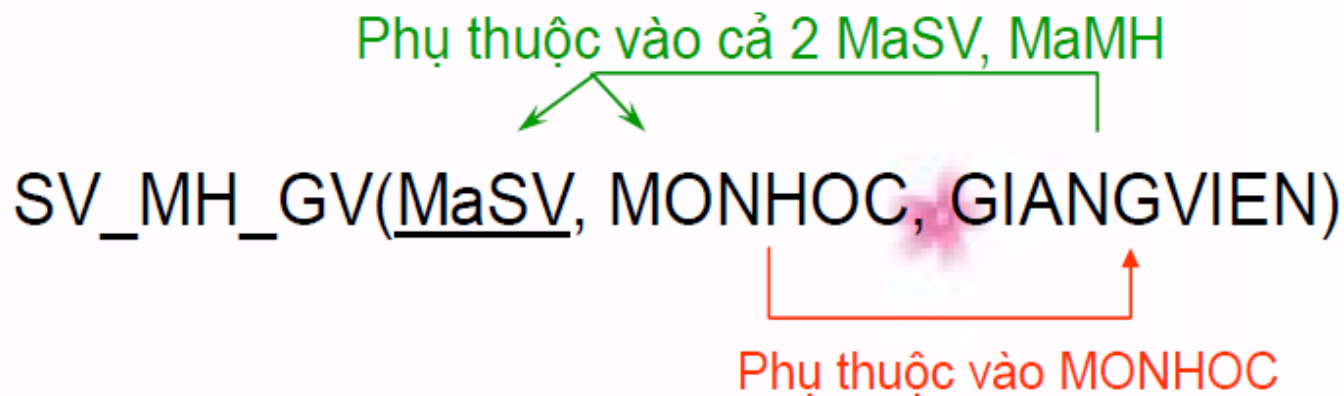 Phụ thuộc vào cả 2 MaSV, MaMH
SV_MH_GV(MaSV, MONHOC, GIANGVIEN)
Phụ thuộc vào MONHOC